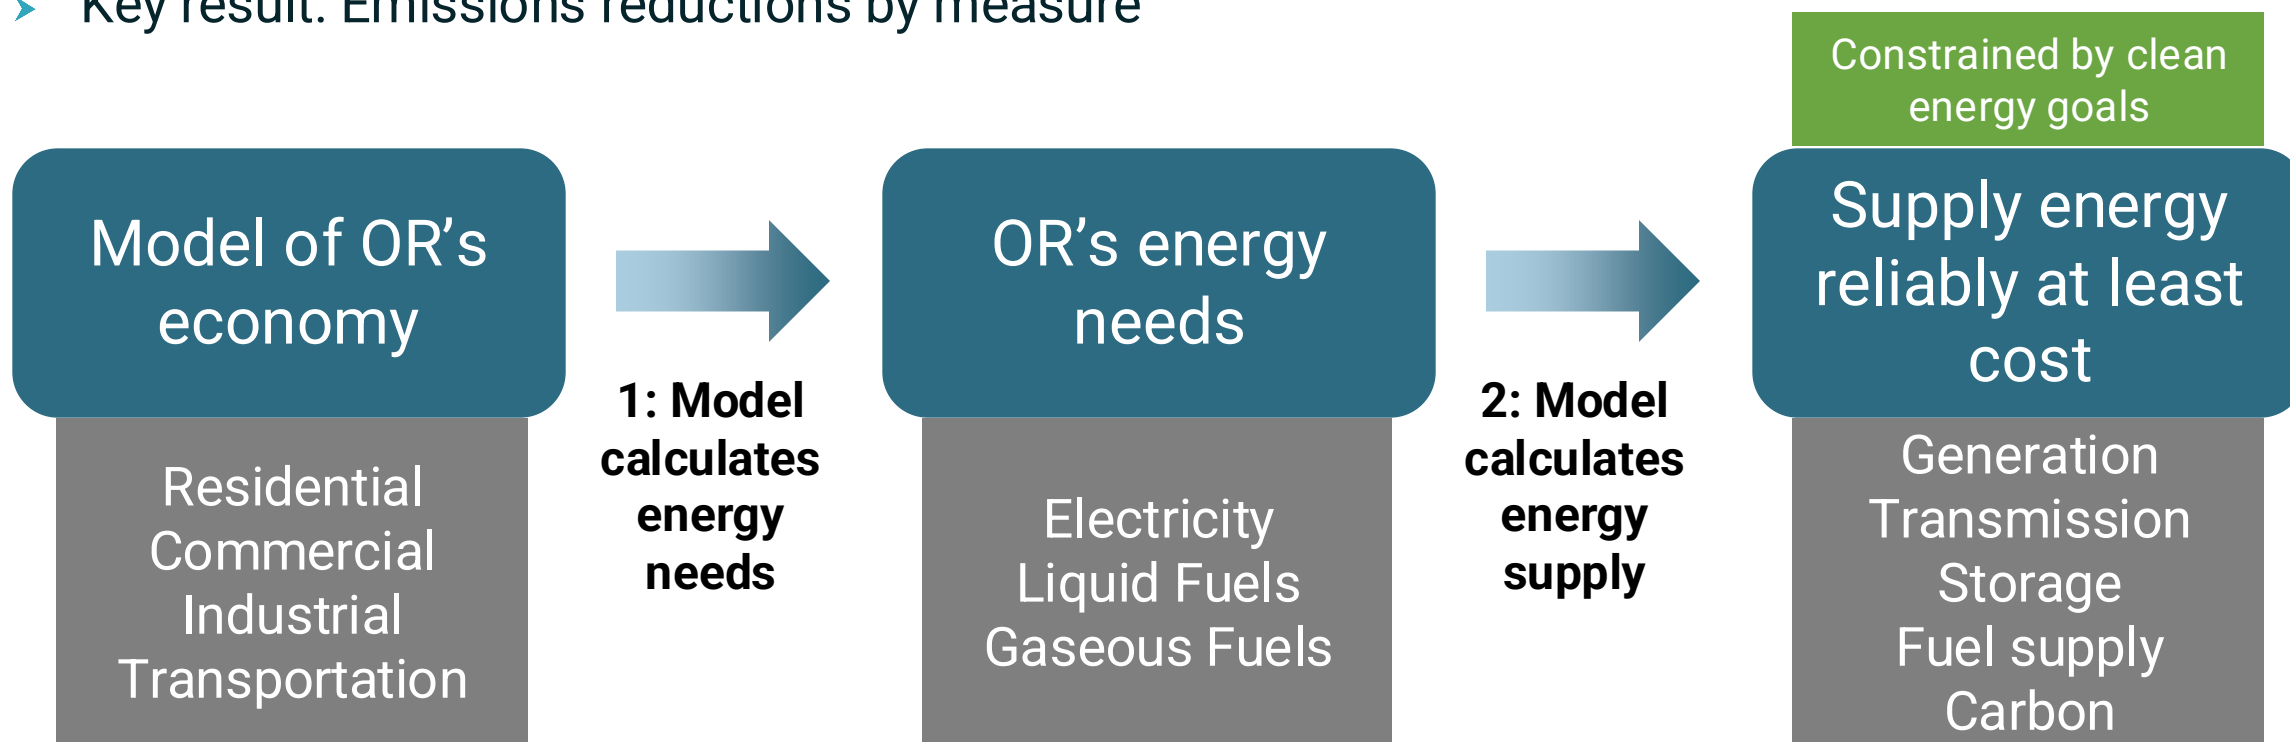 Key result: Emissions reductions by measure
Constrained by clean
energy goals
Model of OR’s
economy
Residential
Commercial
Industrial
Transportation
1: Model
calculates
energy
needs
OR’s energy
needs
Electricity
Liquid Fuels
Gaseous Fuels
2: Model
calculates
energy
supply
Supply energy
reliably at least
cost
Generation
Transmission
Storage
Fuel supply
Carbon